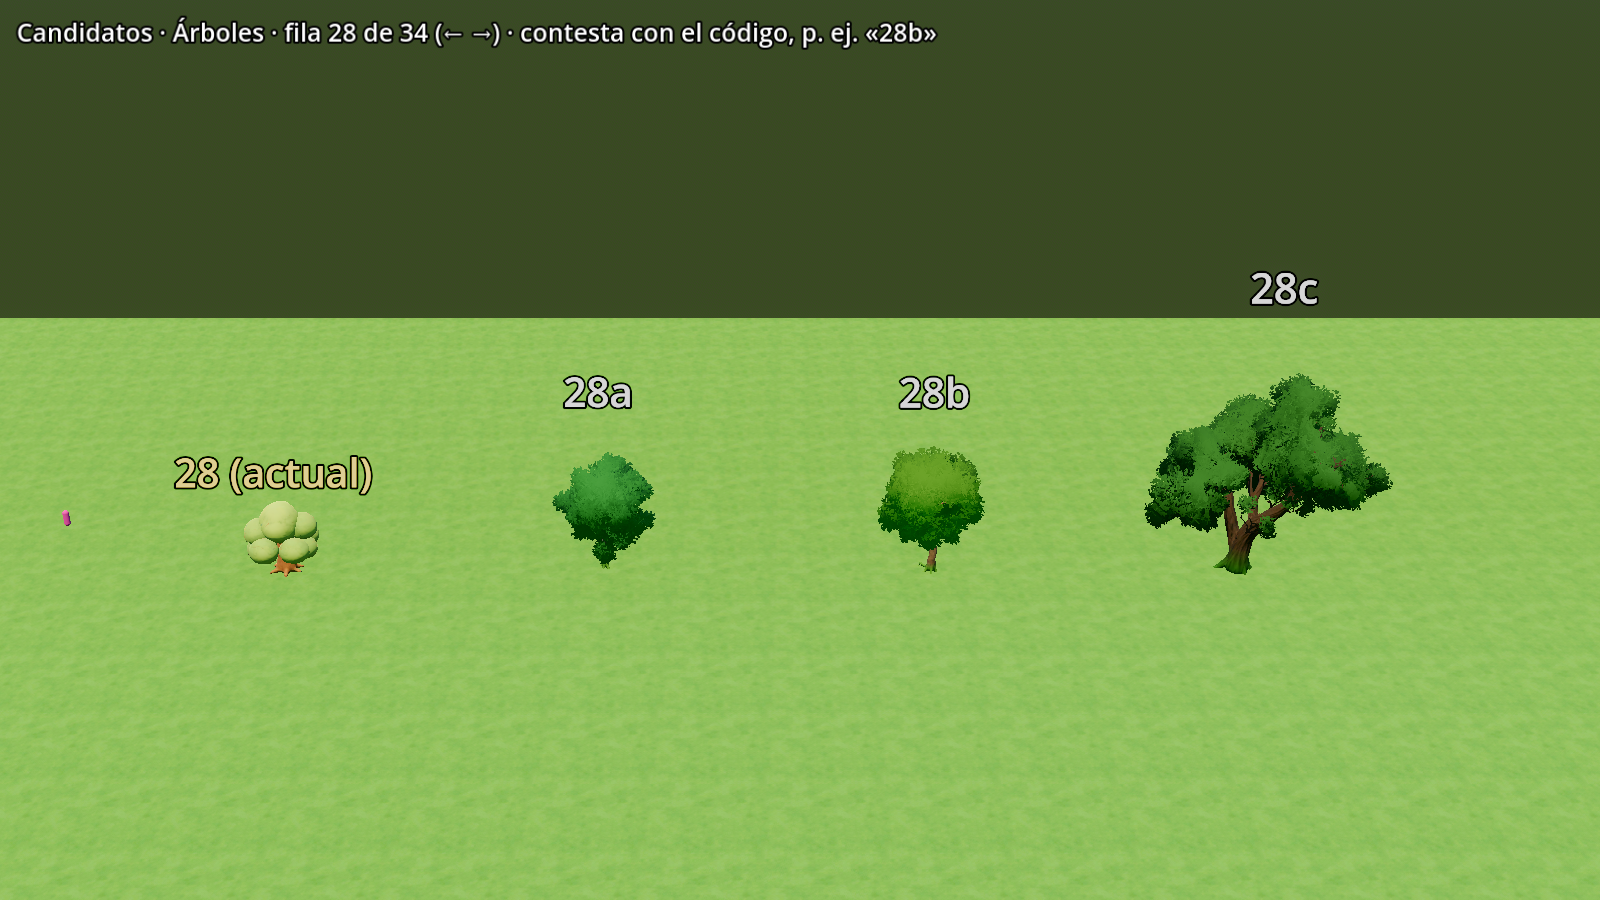 Candidatos · Árboles · fila 28 de 34 (← →) · contesta con el código, p. ej. «28b»
28c
28a
28b
28 (actual)